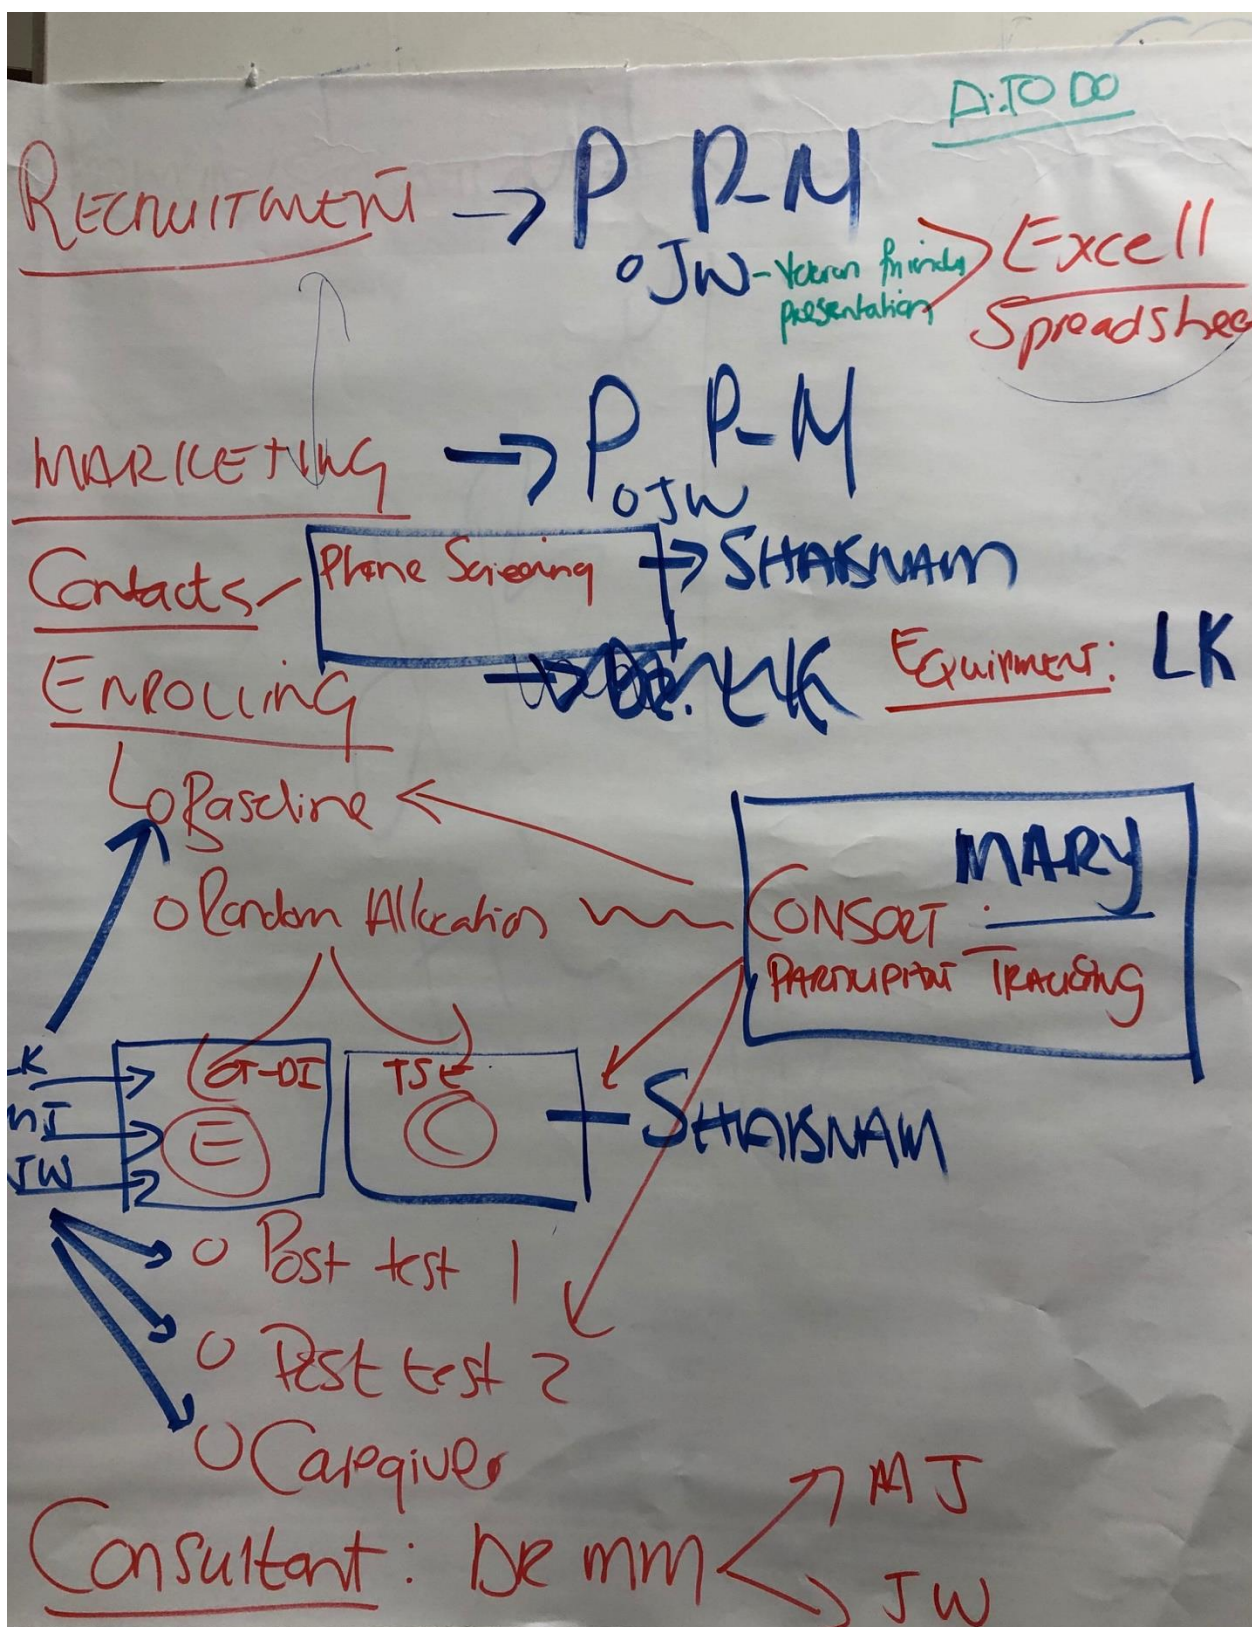 A: TO DO
RECRUITMENT → P P-M
o JW - Veteran friendly presentation > Excell Spreadshee
MARKETING → P P-M
o JW
Contacts - Phone Screening → SHABNAM
ENROLLING → LK
EQUIPMENT: LK
o Baseline
MARY
o Random Allocation
CONSORT :
PARTICIPANT TRACKING
LK → OT-DI TSE
MJ → E C - SHABNAM
JW →
o Post test 1
o Post test 2
o Caregiver
MJ
Consultant: DR MM
JW